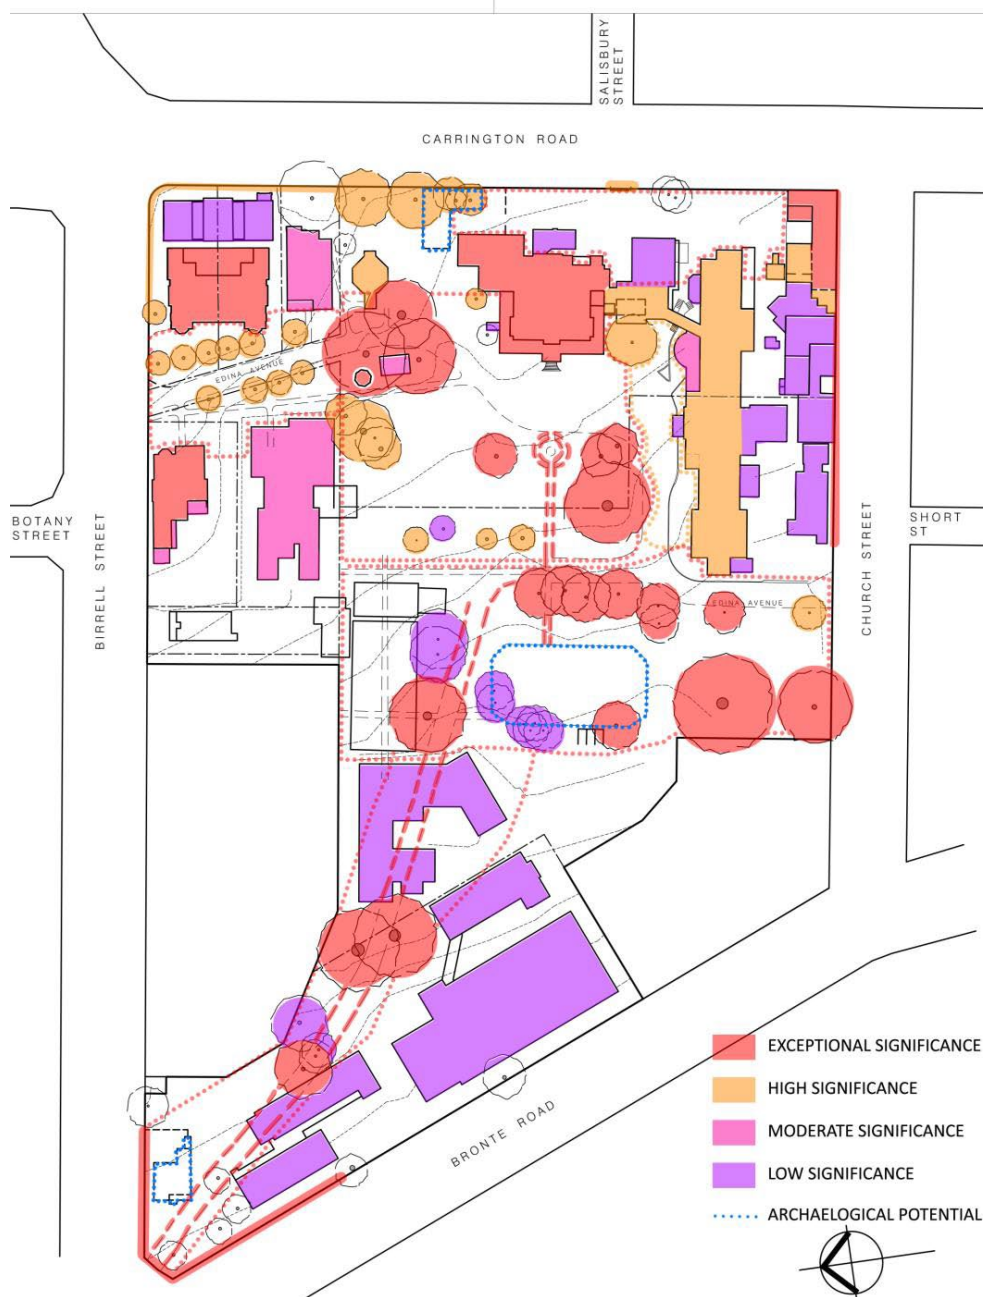 SALISBURY
STREET
CARRINGTON ROAD
EDINA AVENUE
BOTANY
STREET
BIRRELL STREET
SHORT
ST
CHURCH STREET
EDINA AVENUE
BRONTE ROAD
EXCEPTIONAL SIGNIFICANCE
HIGH SIGNIFICANCE
MODERATE SIGNIFICANCE
LOW SIGNIFICANCE
ARCHAELOGICAL POTENTIAL